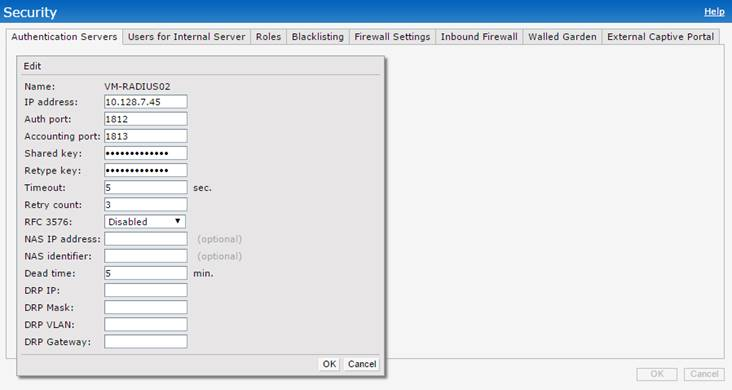 Security Help
Authentication Servers Users for Internal Server Roles Blacklisting Firewall Settings Inbound Firewall Walled Garden External Captive Portal
Edit
Name: VM-RADIUS02
IP address: 10.128.7.45
Auth port: 1812
Accounting port: 1813
Shared key: •••••••••••••
Retype key: •••••••••••••
Timeout: 5 sec.
Retry count: 3
RFC 3576: Disabled
NAS IP address: (optional)
NAS identifier: (optional)
Dead time: 5 min.
DRP IP:
DRP Mask:
DRP VLAN:
DRP Gateway:
OK Cancel
OK Cancel